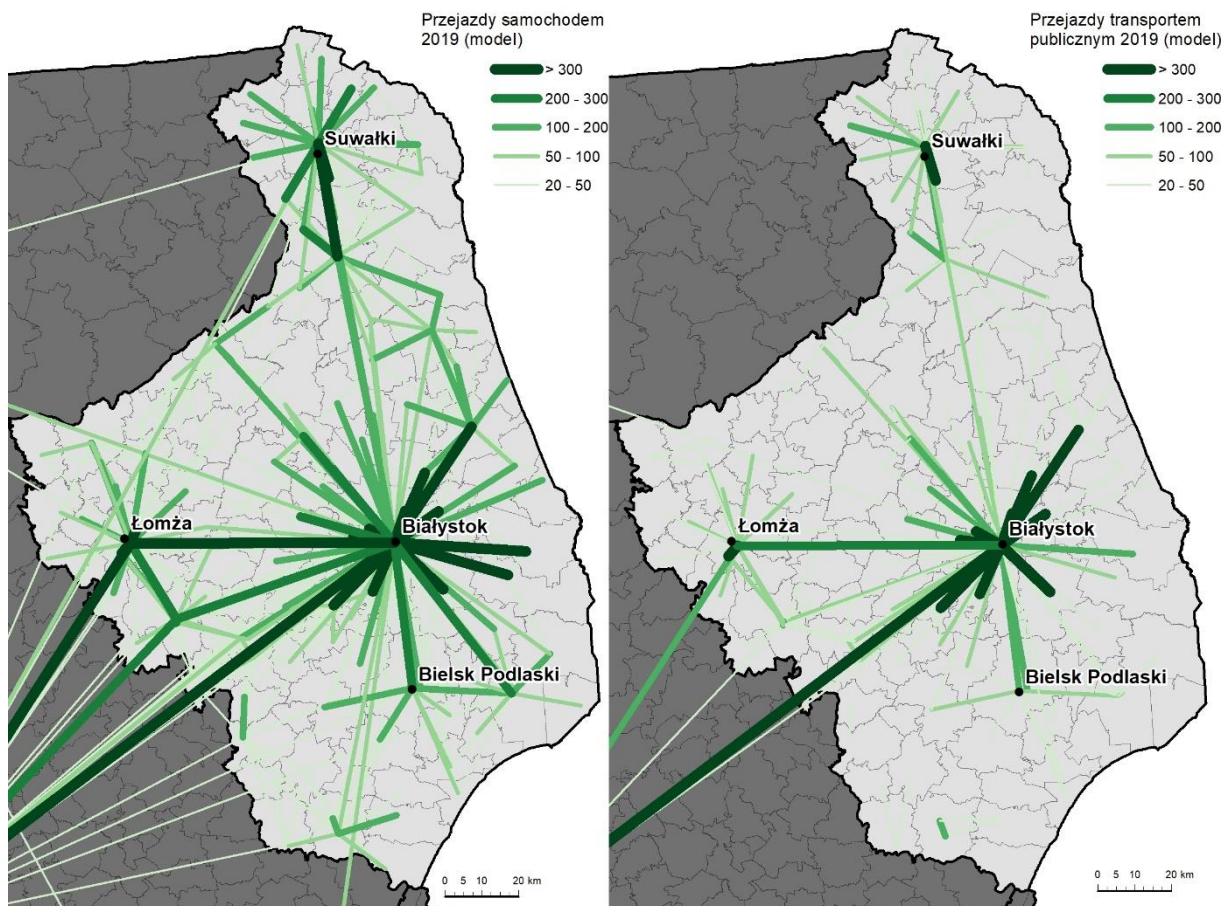 Przejazdy samochodem
2019 (model)
> 300
200 - 300
100 - 200
50 - 100
20 - 50
Suwałki
Łomża
Białystok
Bielsk Podlaski
0 5 10 20 km
Przejazdy transportem
publicznym 2019 (model)
> 300
200 - 300
100 - 200
50 - 100
20 - 50
Suwałki
Łomża
Białystok
Bielsk Podlaski
0 5 10 20 km